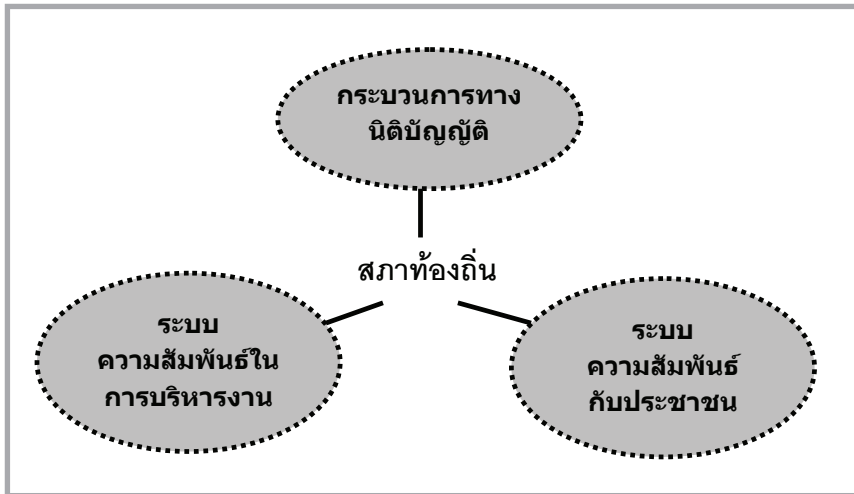 กระบวนการทาง
นิติบัญญัติ
สภาท้องถิ่น
ระบบ
ความสัมพันธ์ใน
การบริหารงาน
ระบบ
ความสัมพันธ์
กับประชาชน